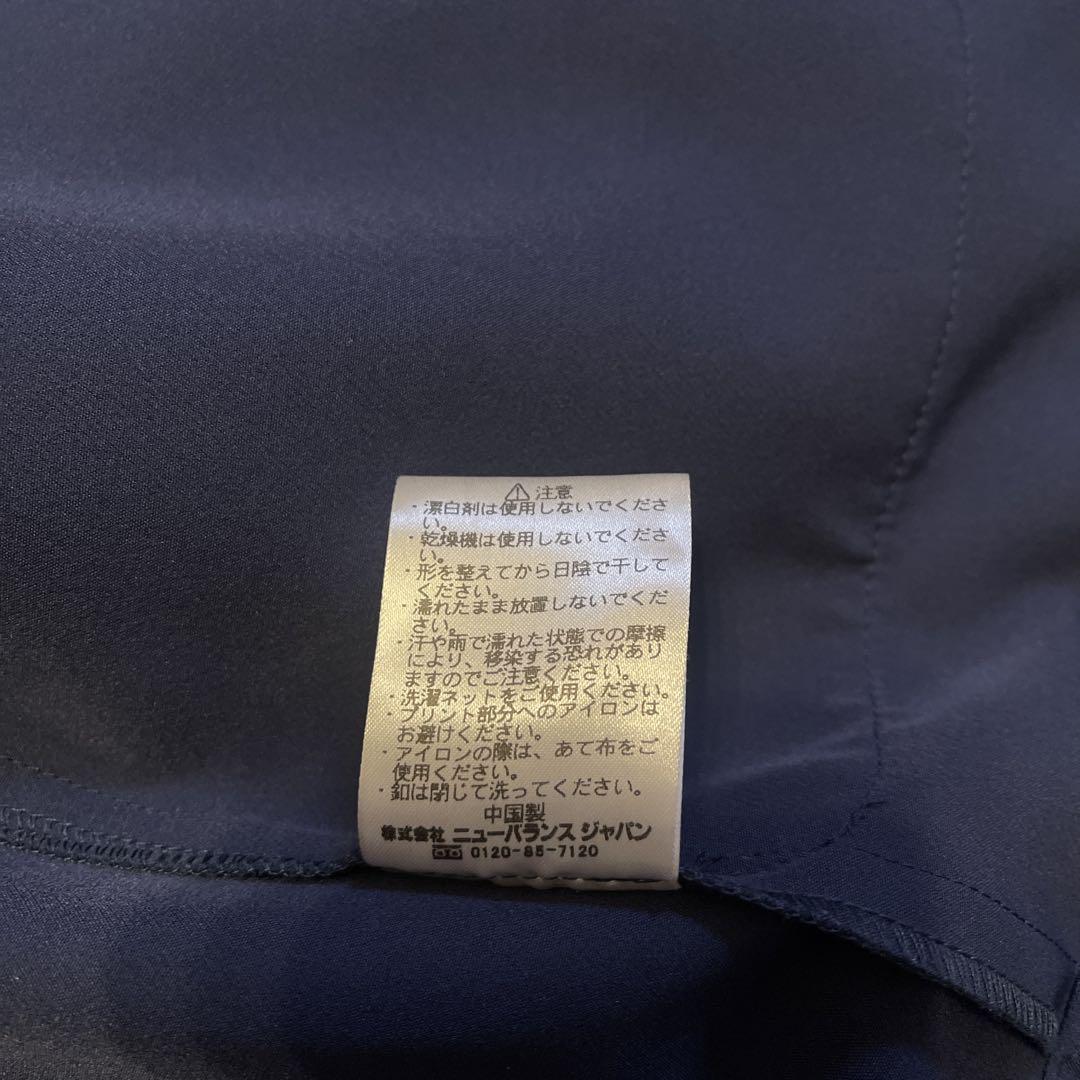 ⚠ 注意
・漂白剤は使用しないでくださ
い。
・乾燥機は使用しないでくださ
い。
・形を整えてから日陰で干して
ください。
・濡れたまま放置しないでくだ
さい。
・汗や雨で濡れた状態での摩擦
により、移染する恐れがあり
ますのでご注意ください。
・洗濯ネットをご使用ください。
・プリント部分へのアイロンは
お避けください。
・アイロンの際は、あて布をご
使用ください。
・釦は閉じて洗ってください。
中国製
株式会社 ニューバランス ジャパン
0120-85-7120